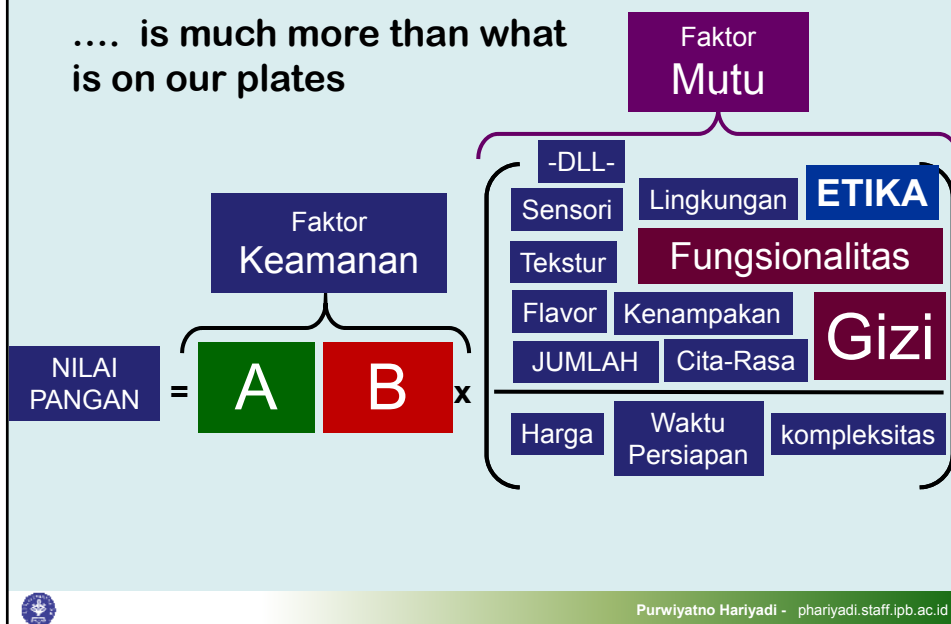 .... is much more than what
is on our plates
Faktor
Mutu
-DLL-
Sensori
Lingkungan
ETIKA
Faktor
Keamanan
Tekstur
Fungsionalitas
Flavor
Kenampakan
Gizi
JUMLAH
Cita-Rasa
NILAI
PANGAN
=
A
B
x
Harga
Waktu
Persiapan
kompleksitas
Purwiyatno Hariyadi - phariyadi.staff.ipb.ac.id